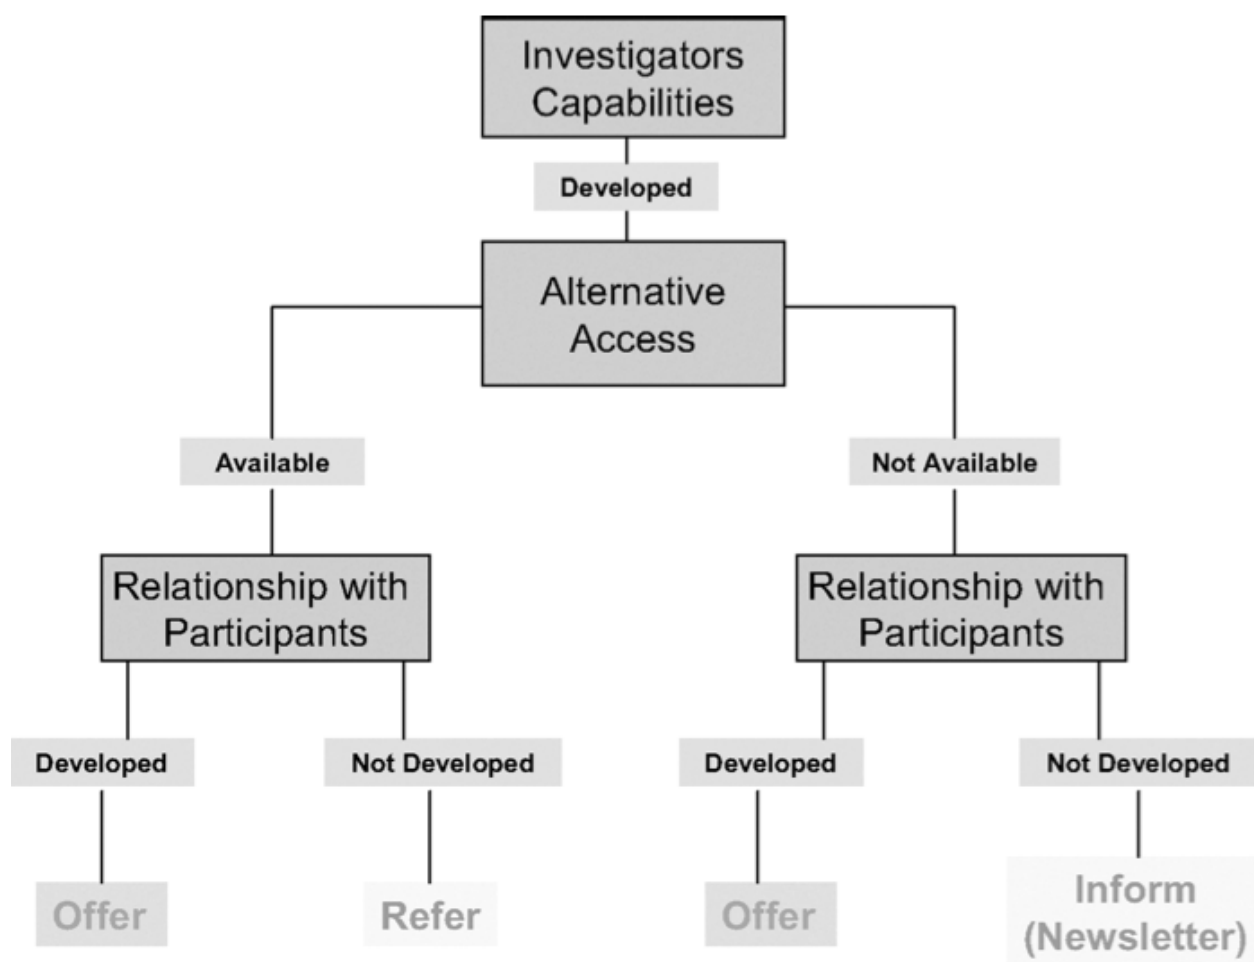 Investigators
Capabilities
Developed
Alternative
Access
Available
Not Available
Relationship with
Participants
Relationship with
Participants
Developed
Not Developed
Developed
Not Developed
Offer
Refer
Offer
Inform
(Newsletter)